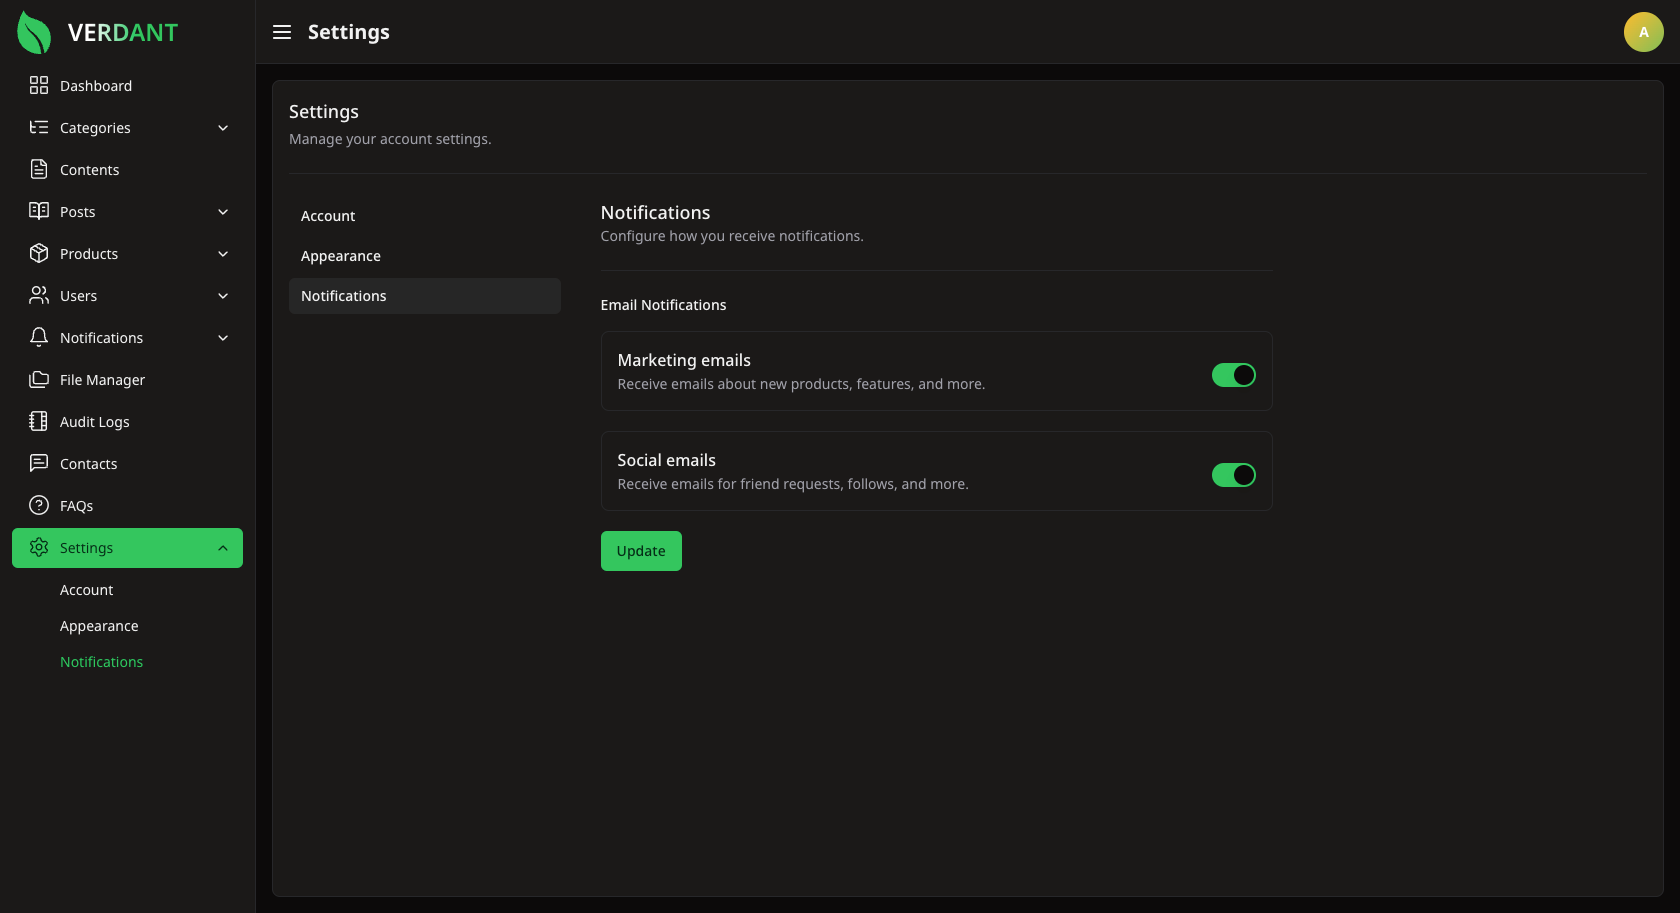 VERDANT
Dashboard
Categories
Contents
Posts
Products
Users
Notifications
File Manager
Audit Logs
Contacts
FAQs
Settings
Account
Appearance
Notifications
Settings
A
Settings
Manage your account settings.
Account
Appearance
Notifications
Notifications
Configure how you receive notifications.
Email Notifications
Marketing emails
Receive emails about new products, features, and more.
Social emails
Receive emails for friend requests, follows, and more.
Update